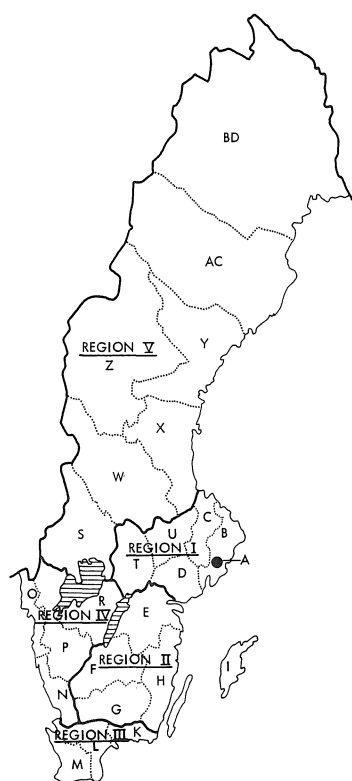 BD
AC
Y
REGION V
Z
X
W
C
S
U
B
REGION I
A
T
D
O
R
E
REGION IV
P
F
REGION II
I
H
N
G
REGION III
K
L
M